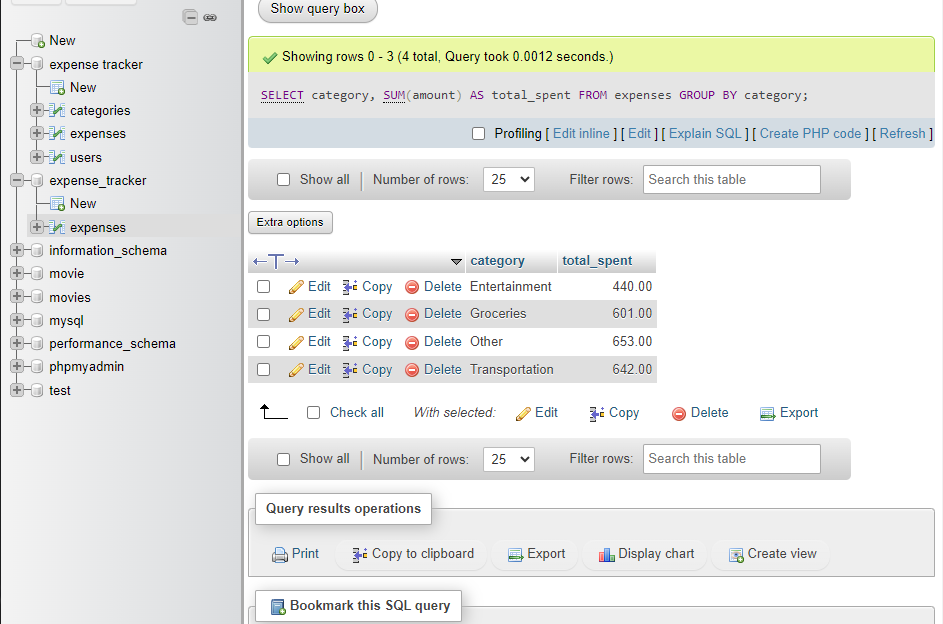 New
expense tracker
New
categories
expenses
users
expense_tracker
New
expenses
information_schema
movie
movies
mysql
performance_schema
phpmyadmin
test
Show query box
Showing rows 0 - 3 (4 total, Query took 0.0012 seconds.)
SELECT category, SUM(amount) AS total_spent FROM expenses GROUP BY category;
Profiling [ Edit inline ] [ Edit ] [ Explain SQL ] [ Create PHP code ] [ Refresh ]
Show all Number of rows: 25 Filter rows: Search this table
Extra options
←T→ category total_spent
Edit Copy Delete Entertainment 440.00
Edit Copy Delete Groceries 601.00
Edit Copy Delete Other 653.00
Edit Copy Delete Transportation 642.00
Check all With selected: Edit Copy Delete Export
Show all Number of rows: 25 Filter rows: Search this table
Query results operations
Print Copy to clipboard Export Display chart Create view
Bookmark this SQL query